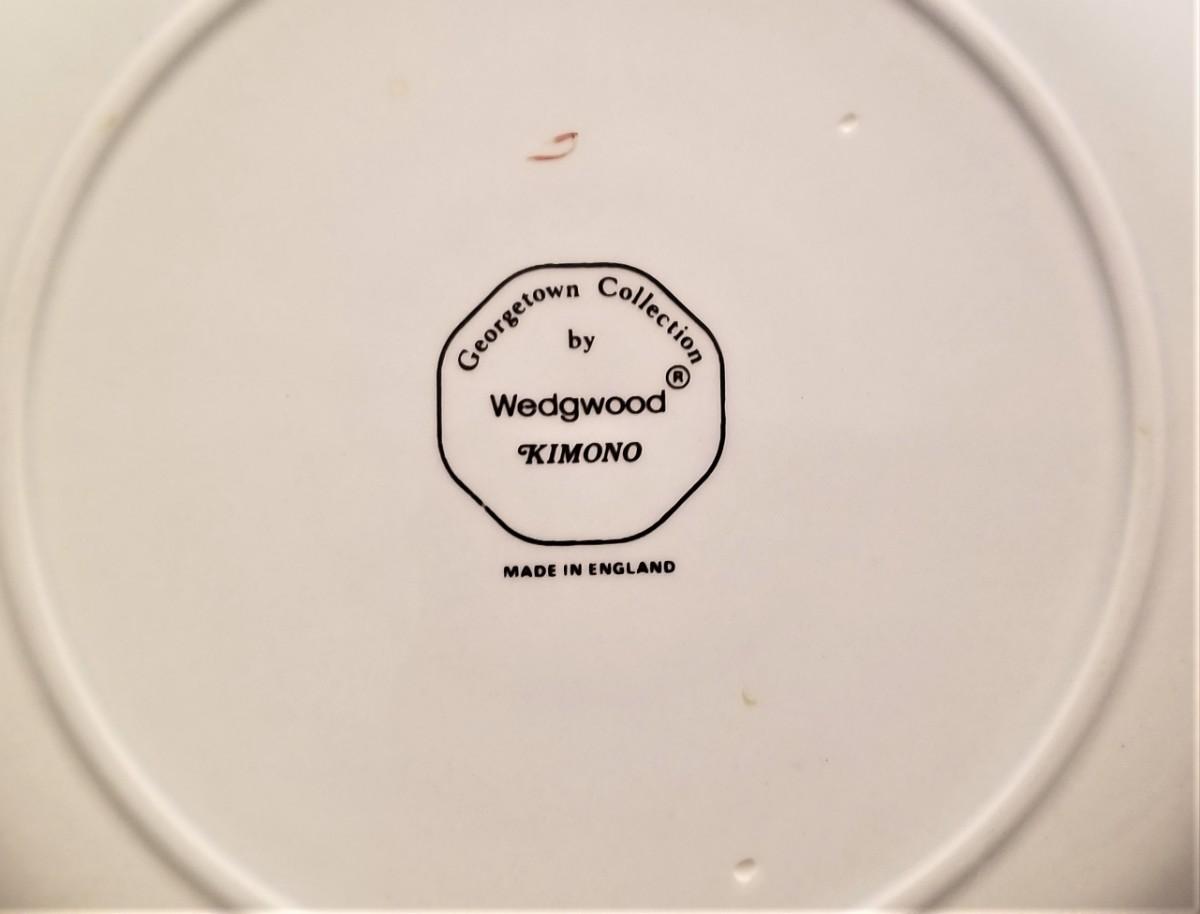 Georgetown Collection
by
Wedgwood®
KIMONO
MADE IN ENGLAND